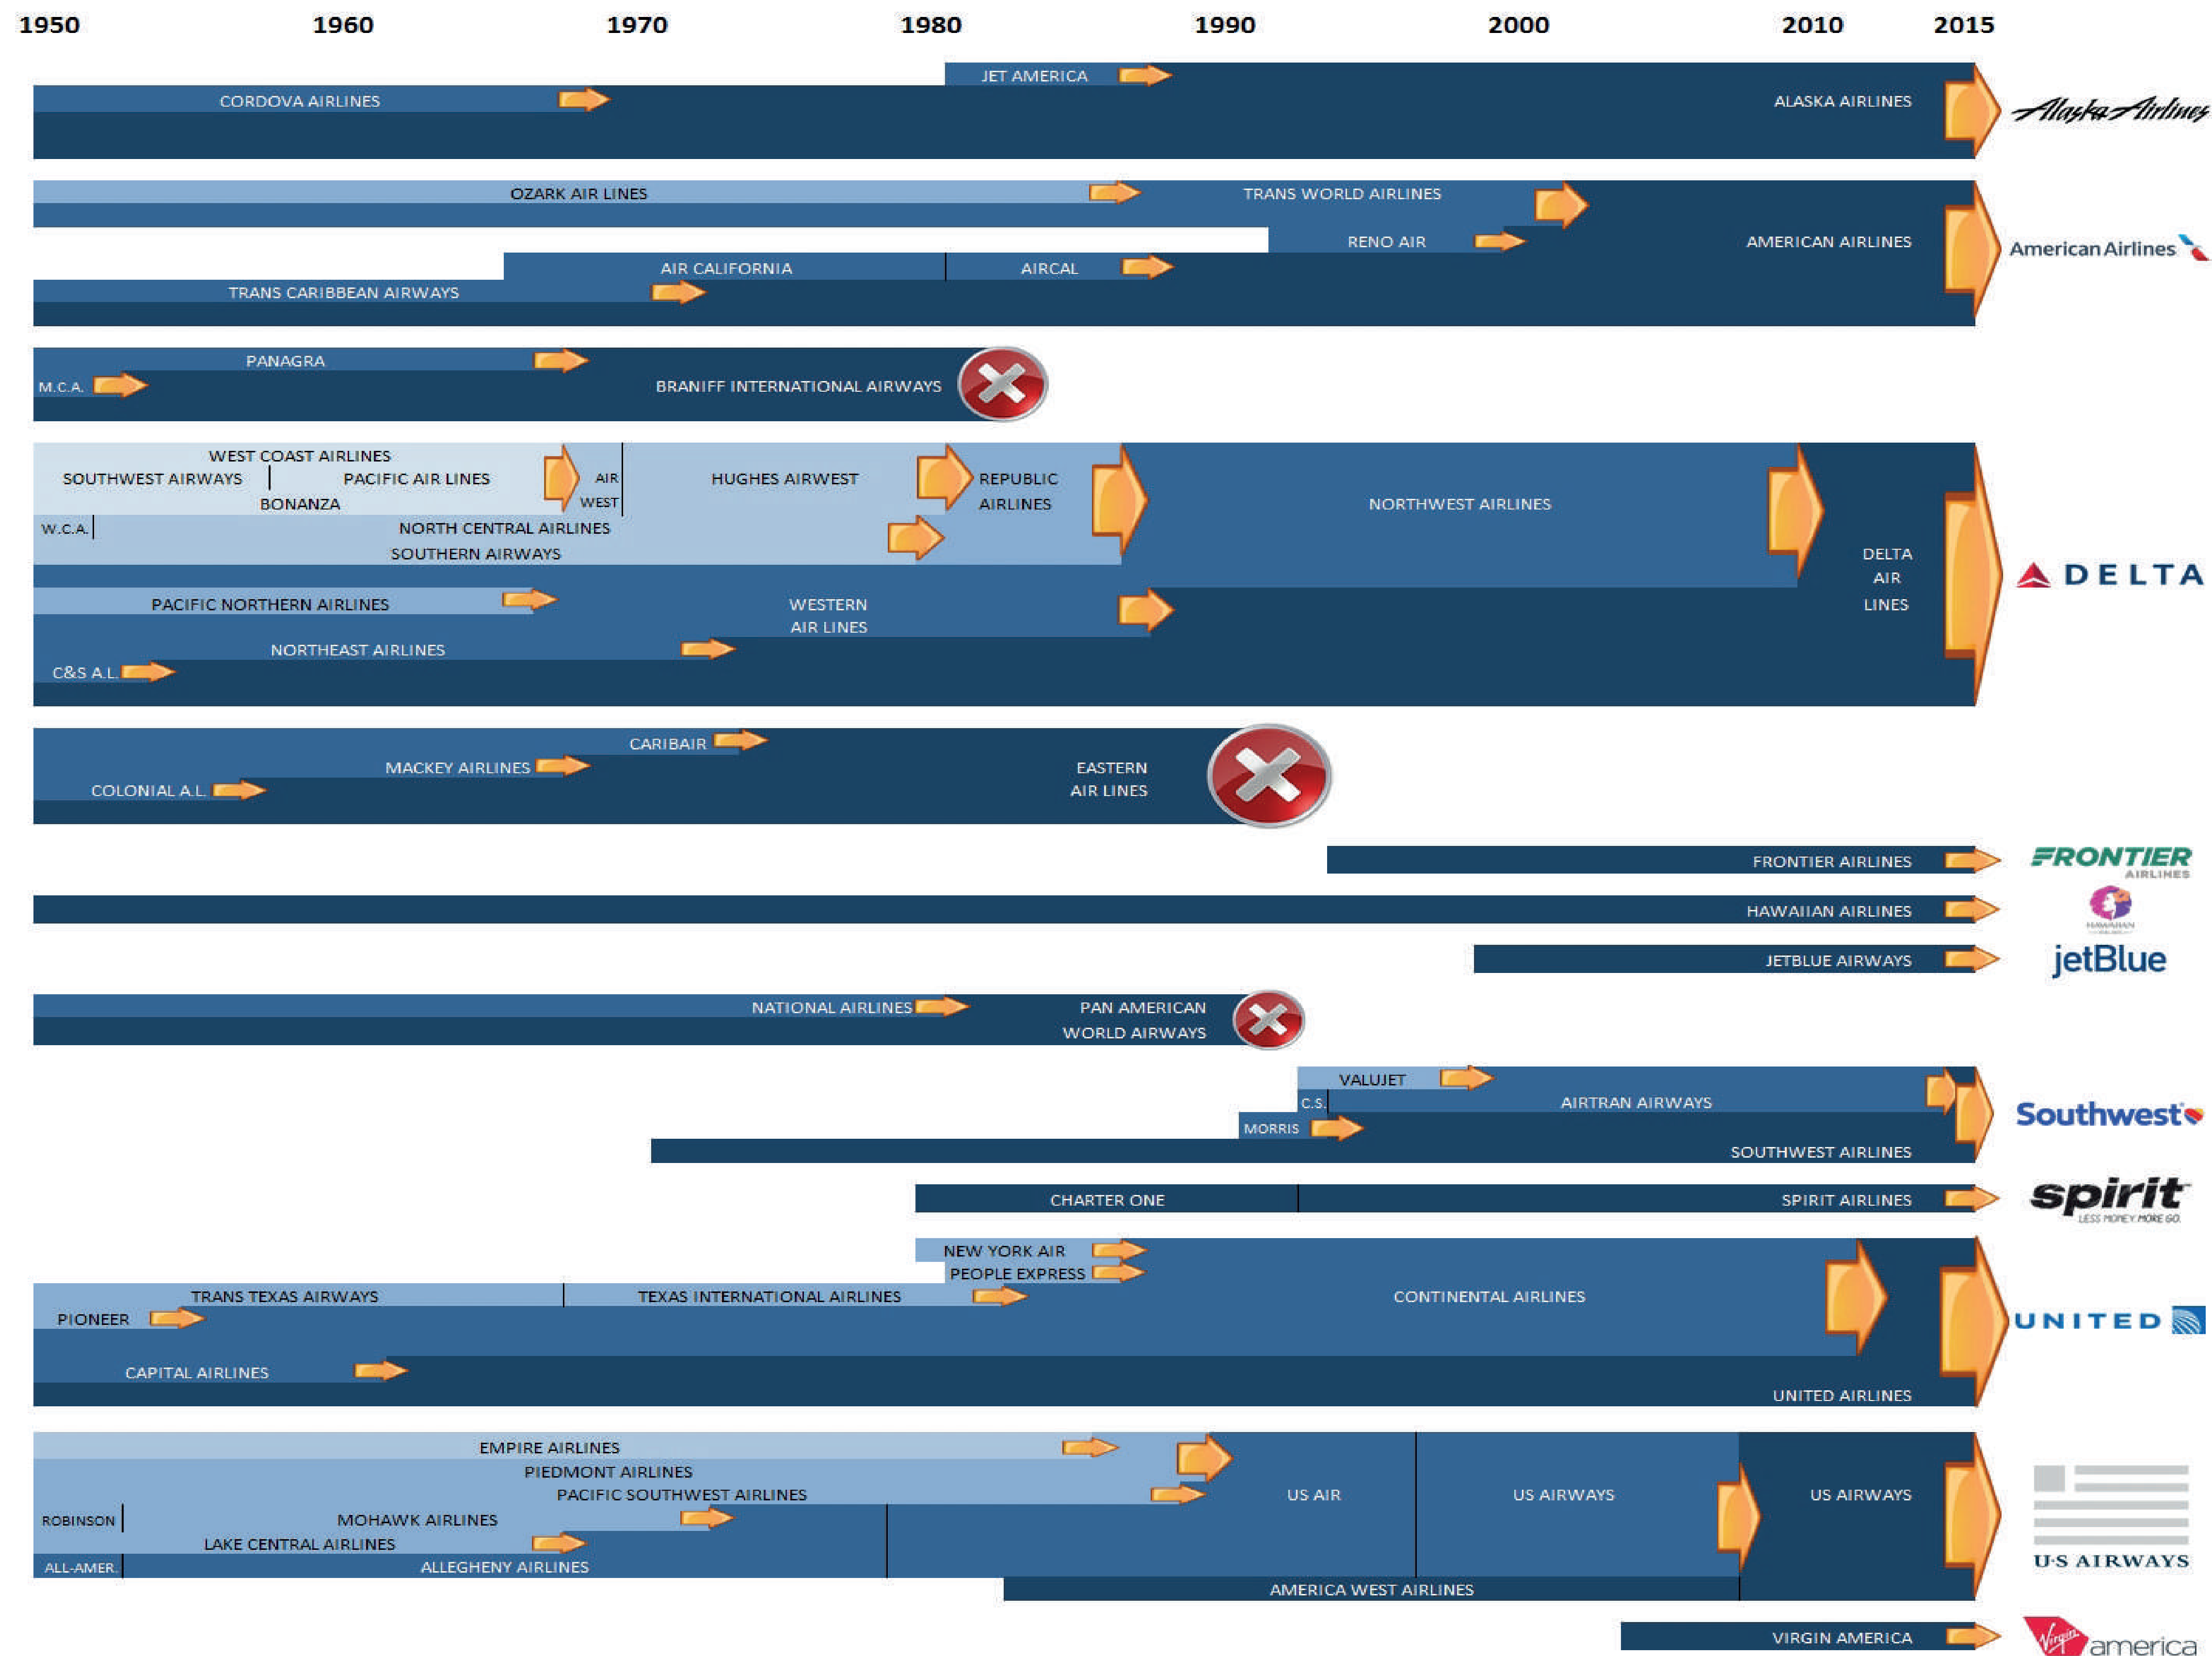 1950 1960 1970 1980 1990 2000 2010 2015
JET AMERICA
CORDOVA AIRLINES
ALASKA AIRLINES
Alaska Airlines
OZARK AIR LINES
TRANS WORLD AIRLINES
RENO AIR
AMERICAN AIRLINES
American Airlines
AIR CALIFORNIA
AIRCAL
TRANS CARIBBEAN AIRWAYS
PANAGRA
M.C.A.
BRANIFF INTERNATIONAL AIRWAYS
WEST COAST AIRLINES
SOUTHWEST AIRWAYS
PACIFIC AIR LINES
BONANZA
AIR
WEST
HUGHES AIRWEST
REPUBLIC
AIRLINES
NORTHWEST AIRLINES
W.C.A.
NORTH CENTRAL AIRLINES
SOUTHERN AIRWAYS
DELTA
AIR
LINES
DELTA
PACIFIC NORTHERN AIRLINES
WESTERN
AIR LINES
NORTHEAST AIRLINES
C&S A.L.
CARIBAIR
MACKEY AIRLINES
COLONIAL A.L.
EASTERN
AIR LINES
FRONTIER AIRLINES
FRONTIER
AIRLINES
HAWAIIAN AIRLINES
HAWAIIAN
JETBLUE AIRWAYS
jetBlue
NATIONAL AIRLINES
PAN AMERICAN
WORLD AIRWAYS
VALUJET
C.S.
AIRTRAN AIRWAYS
MORRIS
SOUTHWEST AIRLINES
Southwest
CHARTER ONE
SPIRIT AIRLINES
spirit
LESS MONEY. MORE GO.
NEW YORK AIR
PEOPLE EXPRESS
TRANS TEXAS AIRWAYS
TEXAS INTERNATIONAL AIRLINES
CONTINENTAL AIRLINES
PIONEER
UNITED
CAPITAL AIRLINES
UNITED AIRLINES
EMPIRE AIRLINES
PIEDMONT AIRLINES
PACIFIC SOUTHWEST AIRLINES
US AIR
US AIRWAYS
US AIRWAYS
ROBINSON
MOHAWK AIRLINES
LAKE CENTRAL AIRLINES
ALL-AMER.
ALLEGHENY AIRLINES
U·S AIRWAYS
AMERICA WEST AIRLINES
VIRGIN AMERICA
Virgin america